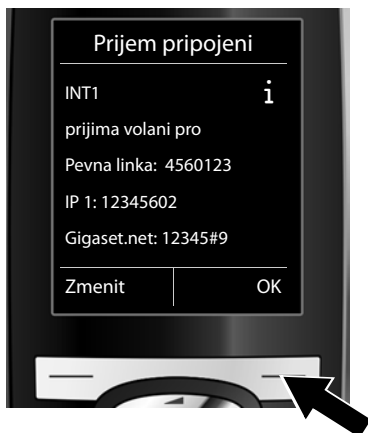 Prijem pripojeni
INT1 i
prijima volani pro
Pevna linka: 4560123
IP 1: 12345602
Gigaset.net: 12345#9
Zmenit OK